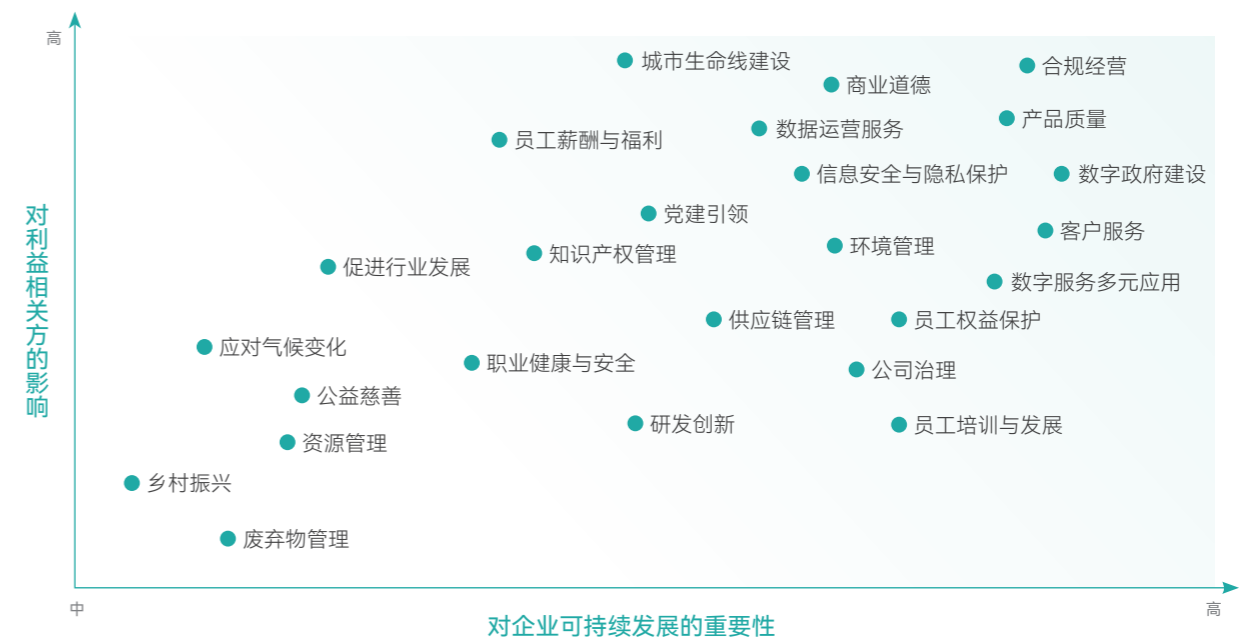 高
城市生命线建设
合规经营
商业道德
产品质量
数据运营服务
员工薪酬与福利
信息安全与隐私保护
数字政府建设
党建引领
客户服务
环境管理
知识产权管理
促进行业发展
数字服务多元应用
供应链管理
员工权益保护
应对气候变化
职业健康与安全
公司治理
公益慈善
研发创新
员工培训与发展
资源管理
乡村振兴
废弃物管理
对利益相关方的影响
中
高
对企业可持续发展的重要性